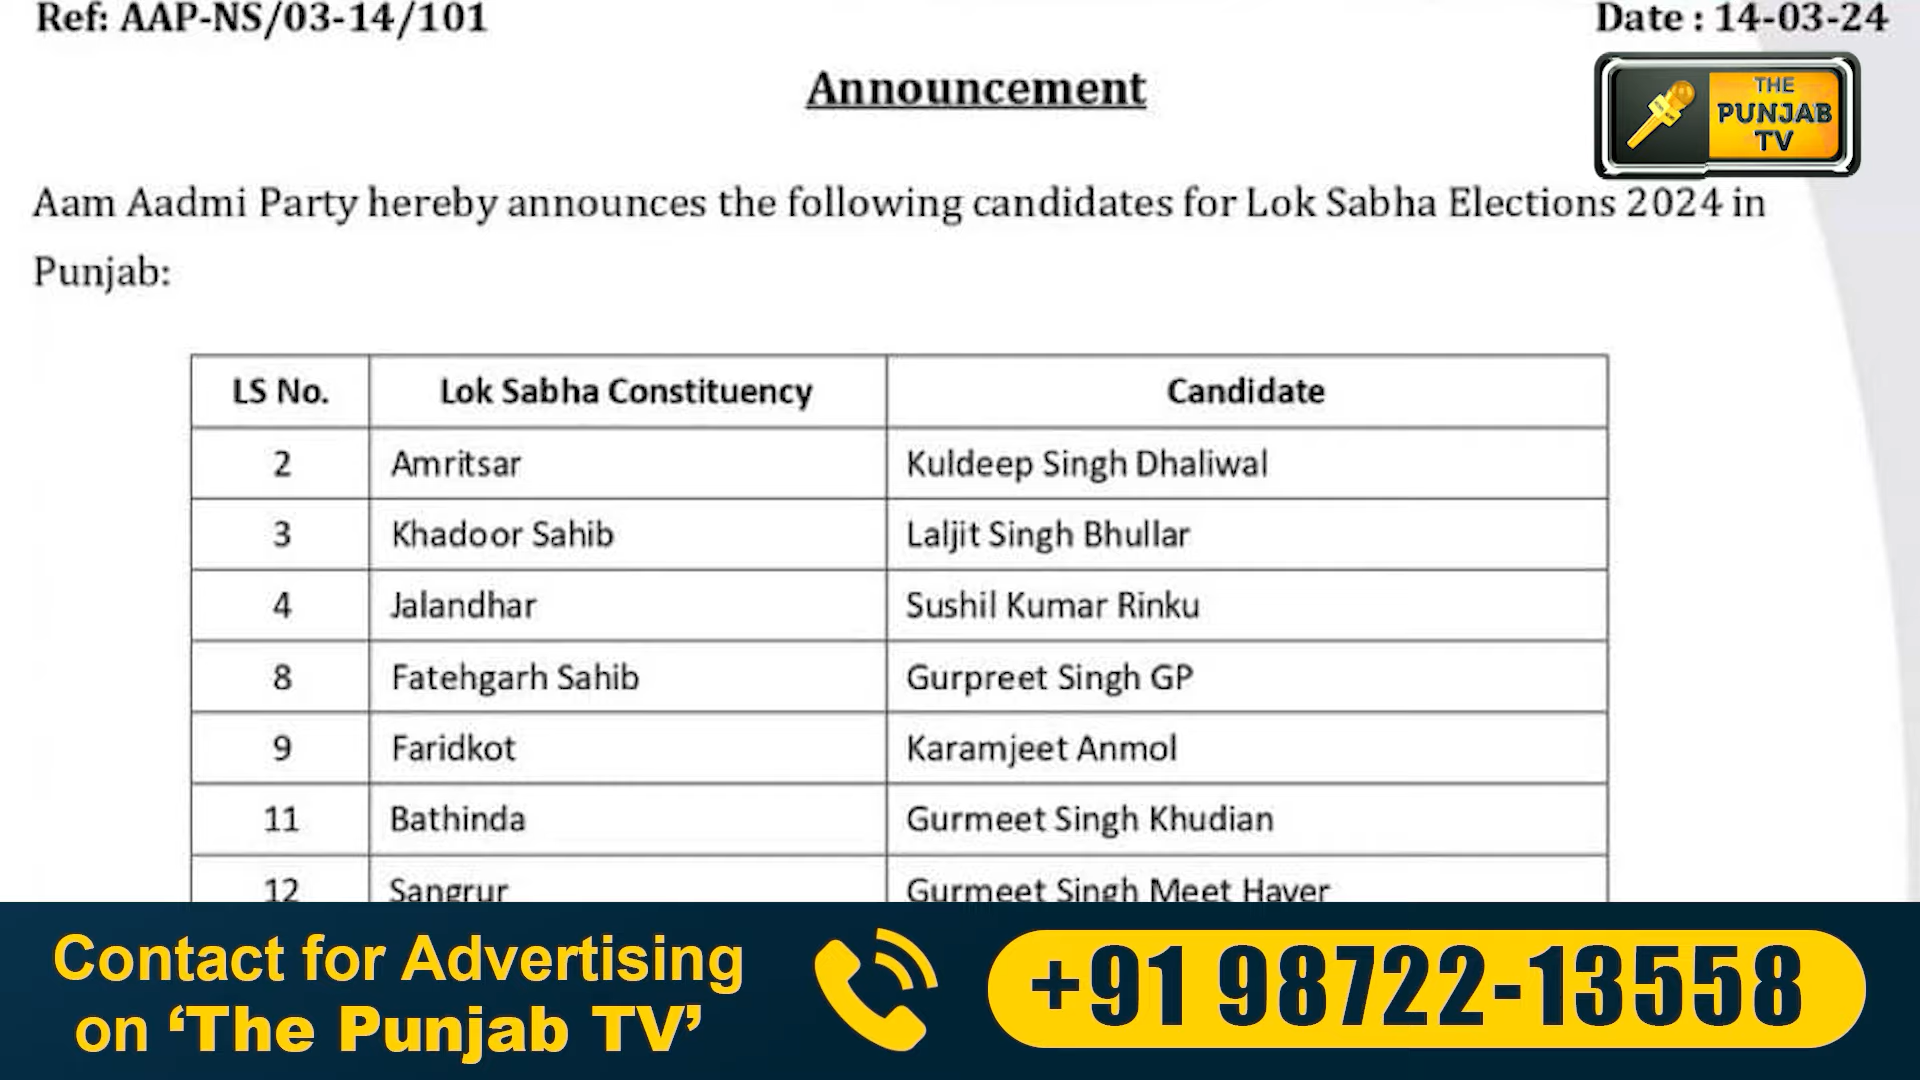 Ref: AAP-NS/03-14/101 Date : 14-03-24
Announcement
THE
PUNJAB
TV
Aam Aadmi Party hereby announces the following candidates for Lok Sabha Elections 2024 in
Punjab:
LS No. Lok Sabha Constituency Candidate
2 Amritsar Kuldeep Singh Dhaliwal
3 Khadoor Sahib Laljit Singh Bhullar
4 Jalandhar Sushil Kumar Rinku
8 Fatehgarh Sahib Gurpreet Singh GP
9 Faridkot Karamjeet Anmol
11 Bathinda Gurmeet Singh Khudian
12 Sangrur Gurmeet Singh Meet Hayer
Contact for Advertising
on ‘The Punjab TV’
+91 98722-13558